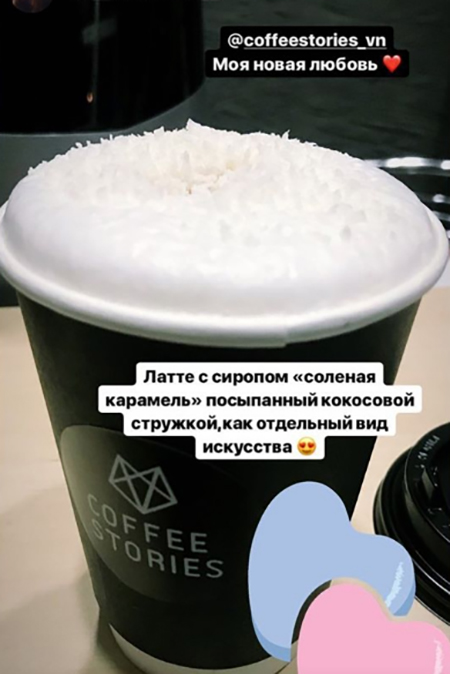 @coffeestories_vn
Моя новая любовь ❤️
Латте с сиропом «соленая
карамель» посыпанный кокосовой
стружкой,как отдельный вид
искусства 😍
COFFEE
STORIES